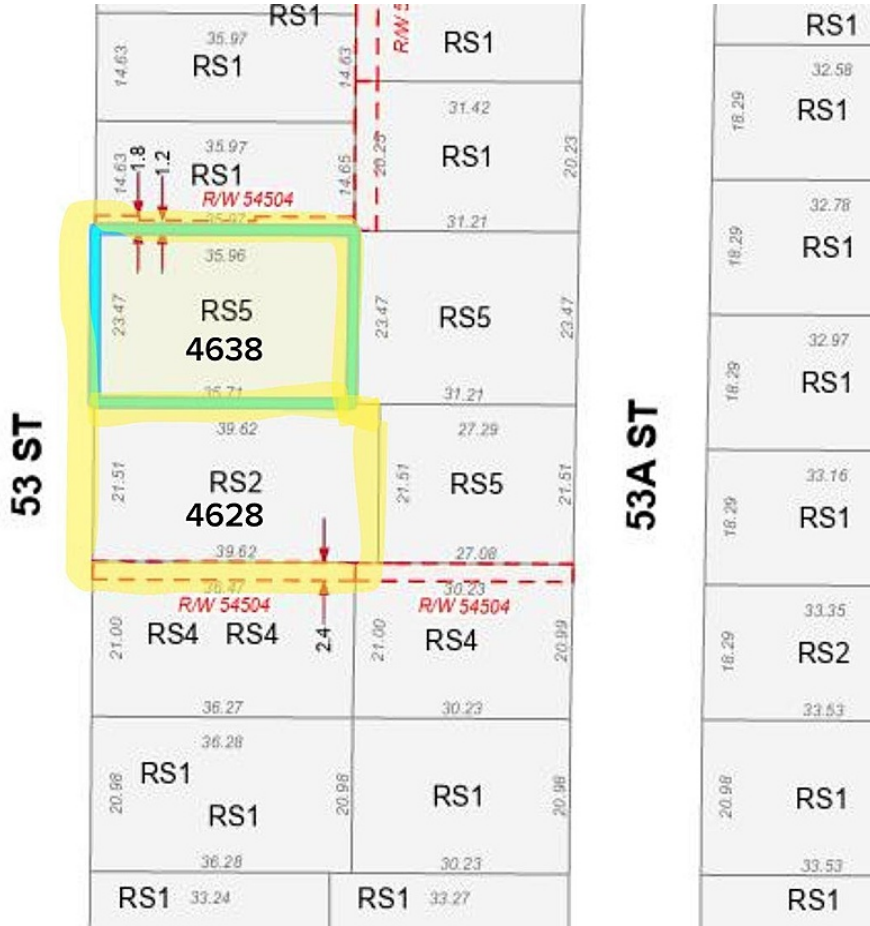 RS1
35.97
14.63
RS1
14.63
R/W 5
RS1
RS1
32.58
18.29
RS1
31.42
20.23
RS1
20.23
31.21
35.97
14.63
1.8
1.2
RS1
14.65
R/W 54504
35.97
32.78
18.29
RS1
35.96
23.47
RS5
4638
35.71
23.47
RS5
23.47
31.21
32.97
18.29
RS1
53 ST
39.62
21.51
RS2
4628
39.62
27.29
21.51
RS5
21.51
27.08
53A ST
33.16
18.29
RS1
36.47
R/W 54504
21.00
RS4 RS4
2.4
36.27
30.23
R/W 54504
21.00
RS4
20.99
30.23
33.35
18.29
RS2
33.53
36.28
20.98
RS1
RS1
20.98
36.28
RS1
20.98
30.23
20.98
RS1
33.53
RS1 33.24
RS1 33.27
RS1